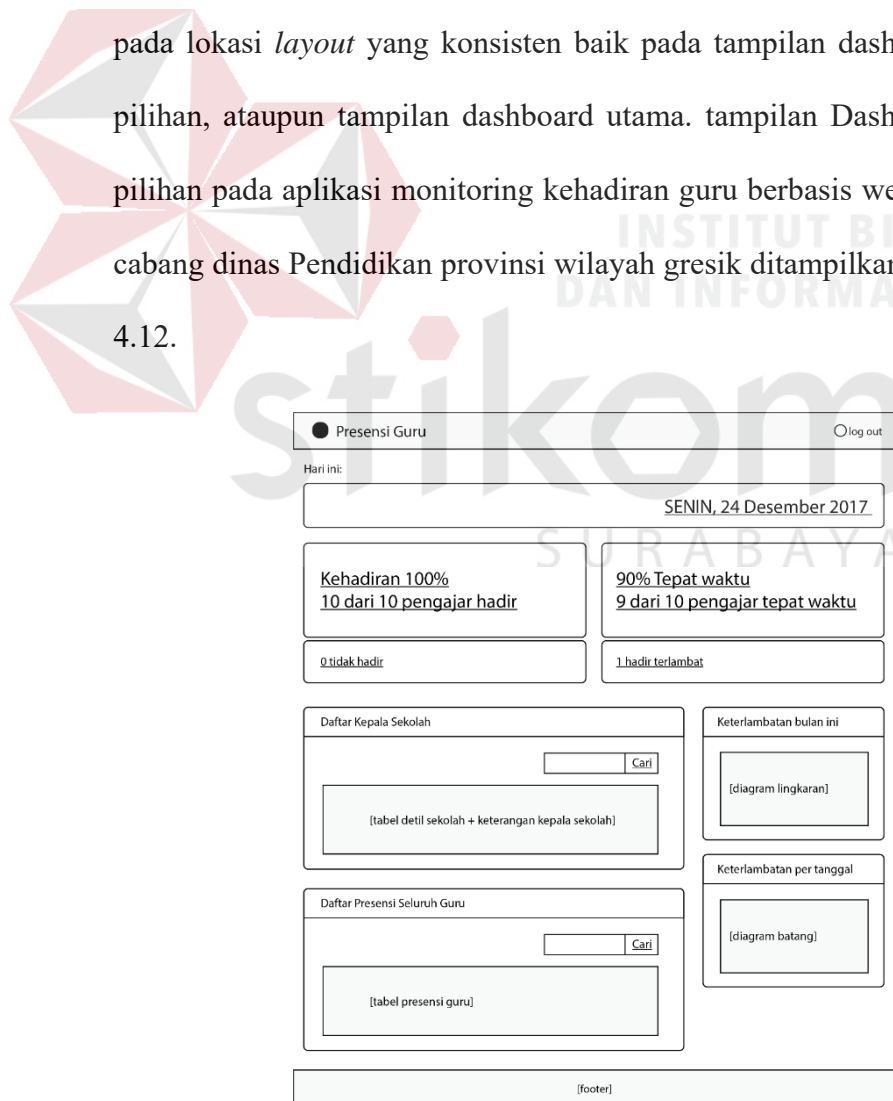 pada lokasi layout yang konsisten baik pada tampilan dash
pilihan, ataupun tampilan dashboard utama. tampilan Dash
pilihan pada aplikasi monitoring kehadiran guru berbasis we
cabang dinas Pendidikan provinsi wilayah gresik ditampilkan
4.12.
INSTITUT BI
DAN INFORMA
stikom
SURABAYA
Presensi Guru
log out
Hari ini:
SENIN, 24 Desember 2017
Kehadiran 100%
10 dari 10 pengajar hadir
90% Tepat waktu
9 dari 10 pengajar tepat waktu
0 tidak hadir
1 hadir terlambat
Daftar Kepala Sekolah
Cari
[tabel detil sekolah + keterangan kepala sekolah]
Keterlambatan bulan ini
[diagram lingkaran]
Keterlambatan per tanggal
[diagram batang]
Daftar Presensi Seluruh Guru
Cari
[tabel presensi guru]
[footer]